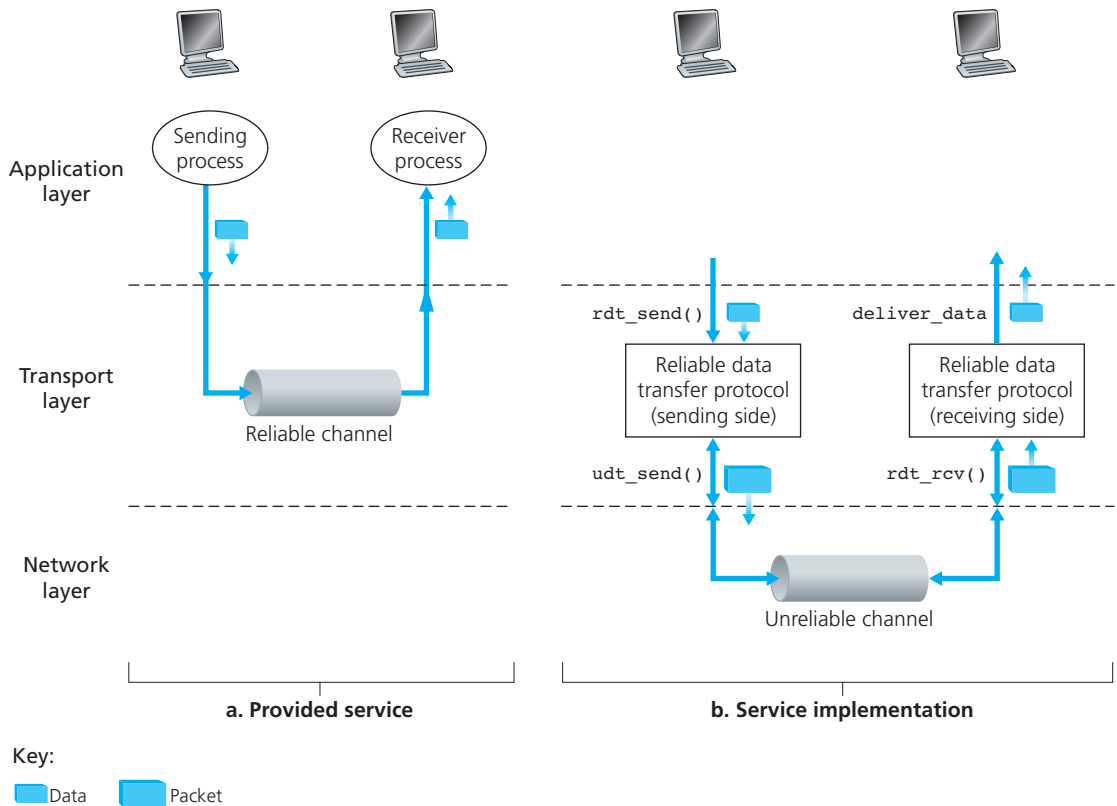 Sending
process
Receiver
process
Application
layer
rdt_send()
deliver_data
Transport
layer
Reliable channel
Reliable data
transfer protocol
(sending side)
Reliable data
transfer protocol
(receiving side)
udt_send()
rdt_rcv()
Network
layer
Unreliable channel
a. Provided service
b. Service implementation
Key:
Data
Packet